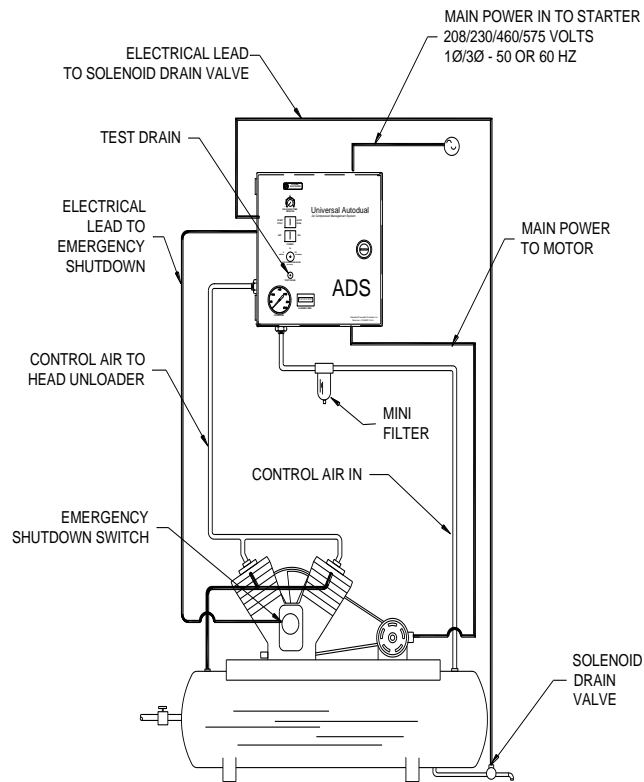 MAIN POWER IN TO STARTER
208/230/460/575 VOLTS
1Ø/3Ø - 50 OR 60 HZ
ELECTRICAL LEAD
TO SOLENOID DRAIN VALVE
TEST DRAIN
ELECTRICAL
LEAD TO
EMERGENCY
SHUTDOWN
Universal Autodual
ADS
MAIN POWER
TO MOTOR
CONTROL AIR TO
HEAD UNLOADER
MINI
FILTER
CONTROL AIR IN
EMERGENCY
SHUTDOWN SWITCH
SOLENOID
DRAIN
VALVE